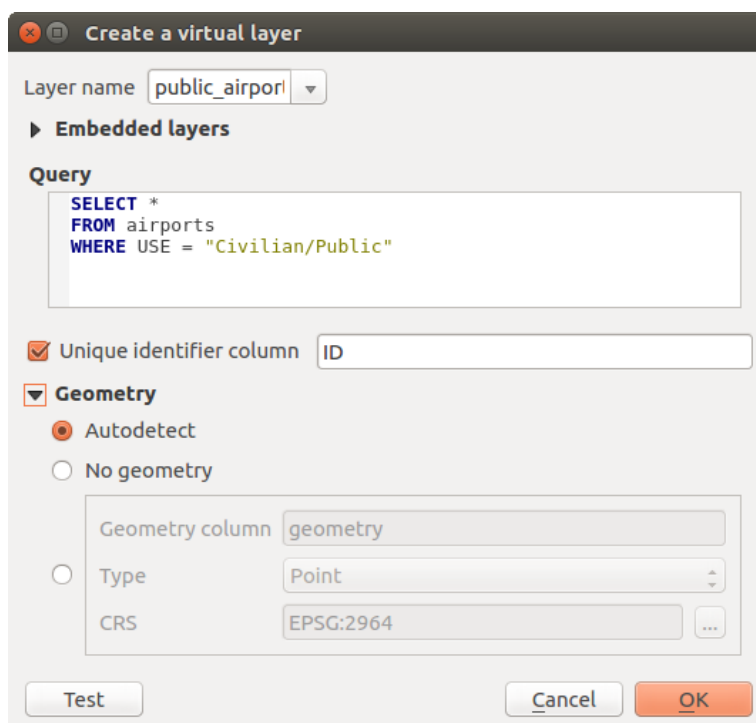 Create a virtual layer
Layer name public_airport
Embedded layers
Query
SELECT *
FROM airports
WHERE USE = "Civilian/Public"
Unique identifier column ID
Geometry
Autodetect
No geometry
Geometry column geometry
Type Point
CRS EPSG:2964 ...
Test Cancel OK